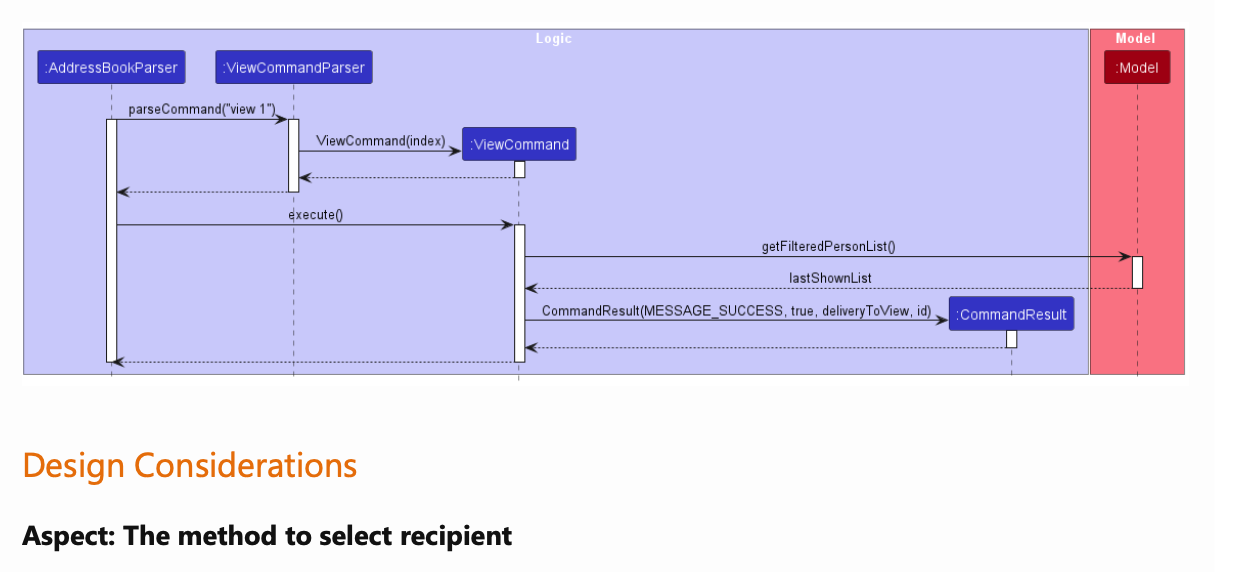 Logic
Model
:AddressBookParser
:ViewCommandParser
:Model
parseCommand("view 1")
ViewCommand(index)
:ViewCommand
execute()
getFilteredPersonList()
lastShownList
CommandResult(MESSAGE_SUCCESS, true, deliveryToView, id)
:CommandResult
Design Considerations
Aspect: The method to select recipient